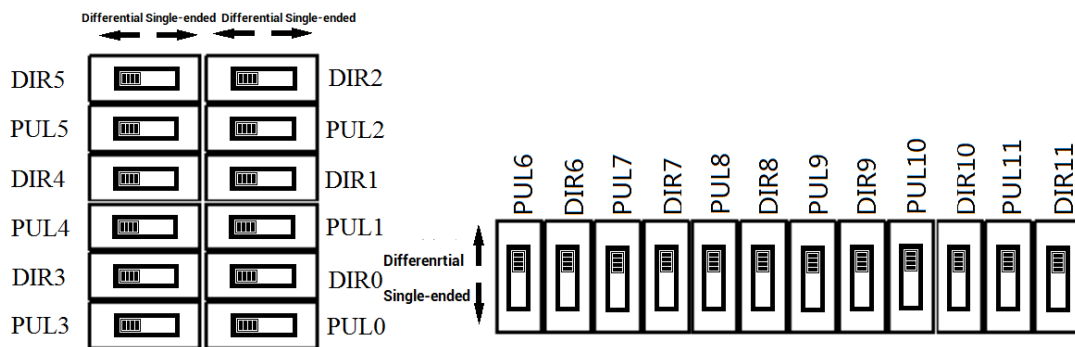 Differential Single-ended Differential Single-ended
DIR5 DIR2
PUL5 PUL2
DIR4 DIR1
PUL4 PUL1
DIR3 DIR0
PUL3 PUL0
PUL6 DIR6 PUL7 DIR7 PUL8 DIR8 PUL9 DIR9 PUL10 DIR10 PUL11 DIR11
Differenrtial
Single-ended